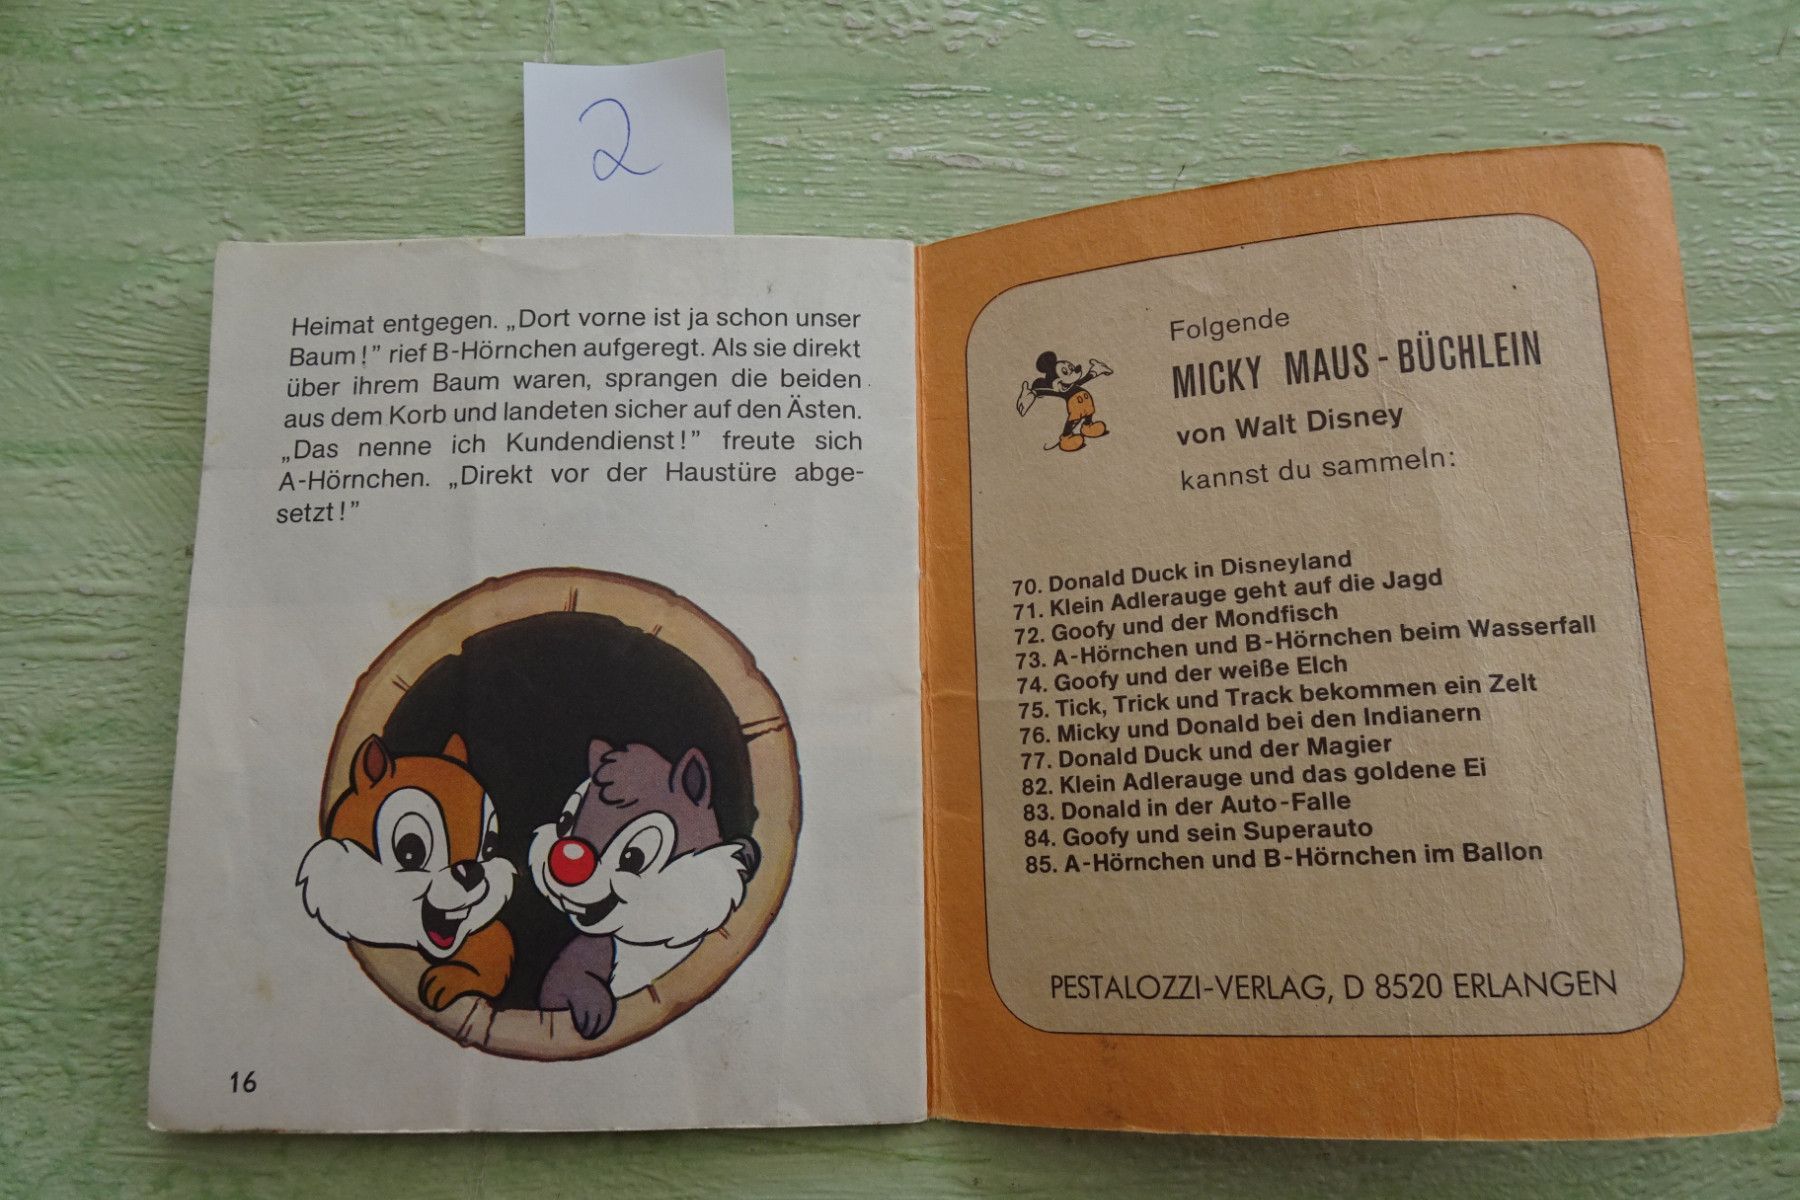 2
Heimat entgegen. „Dort vorne ist ja schon unser
Baum!” rief B-Hörnchen aufgeregt. Als sie direkt
über ihrem Baum waren, sprangen die beiden
aus dem Korb und landeten sicher auf den Ästen.
„Das nenne ich Kundendienst!” freute sich
A-Hörnchen. „Direkt vor der Haustüre abge-
setzt!”
16
Folgende
MICKY MAUS-BÜCHLEIN
von Walt Disney
kannst du sammeln:
70. Donald Duck in Disneyland
71. Klein Adlerauge geht auf die Jagd
72. Goofy und der Mondfisch
73. A-Hörnchen und B-Hörnchen beim Wasserfall
74. Goofy und der weiße Elch
75. Tick, Trick und Track bekommen ein Zelt
76. Micky und Donald bei den Indianern
77. Donald Duck und der Magier
82. Klein Adlerauge und das goldene Ei
83. Donald in der Auto-Falle
84. Goofy und sein Superauto
85. A-Hörnchen und B-Hörnchen im Ballon
PESTALOZZI-VERLAG, D 8520 ERLANGEN